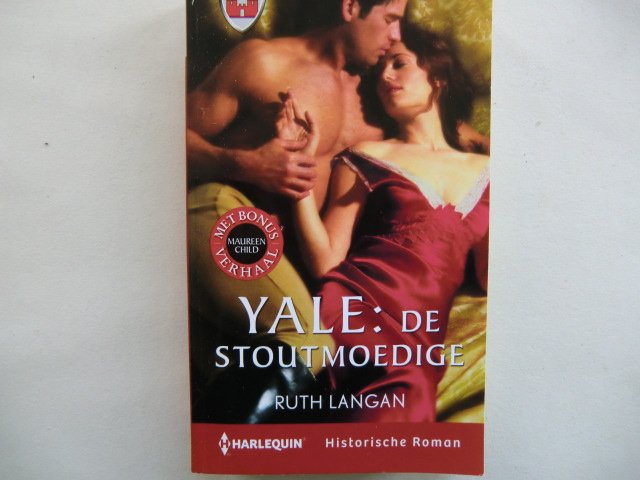 MET BONUS
MAUREEN
CHILD
VERHAAL
YALE: DE
STOUTMOEDIGE
RUTH LANGAN
HARLEQUIN Historische Roman